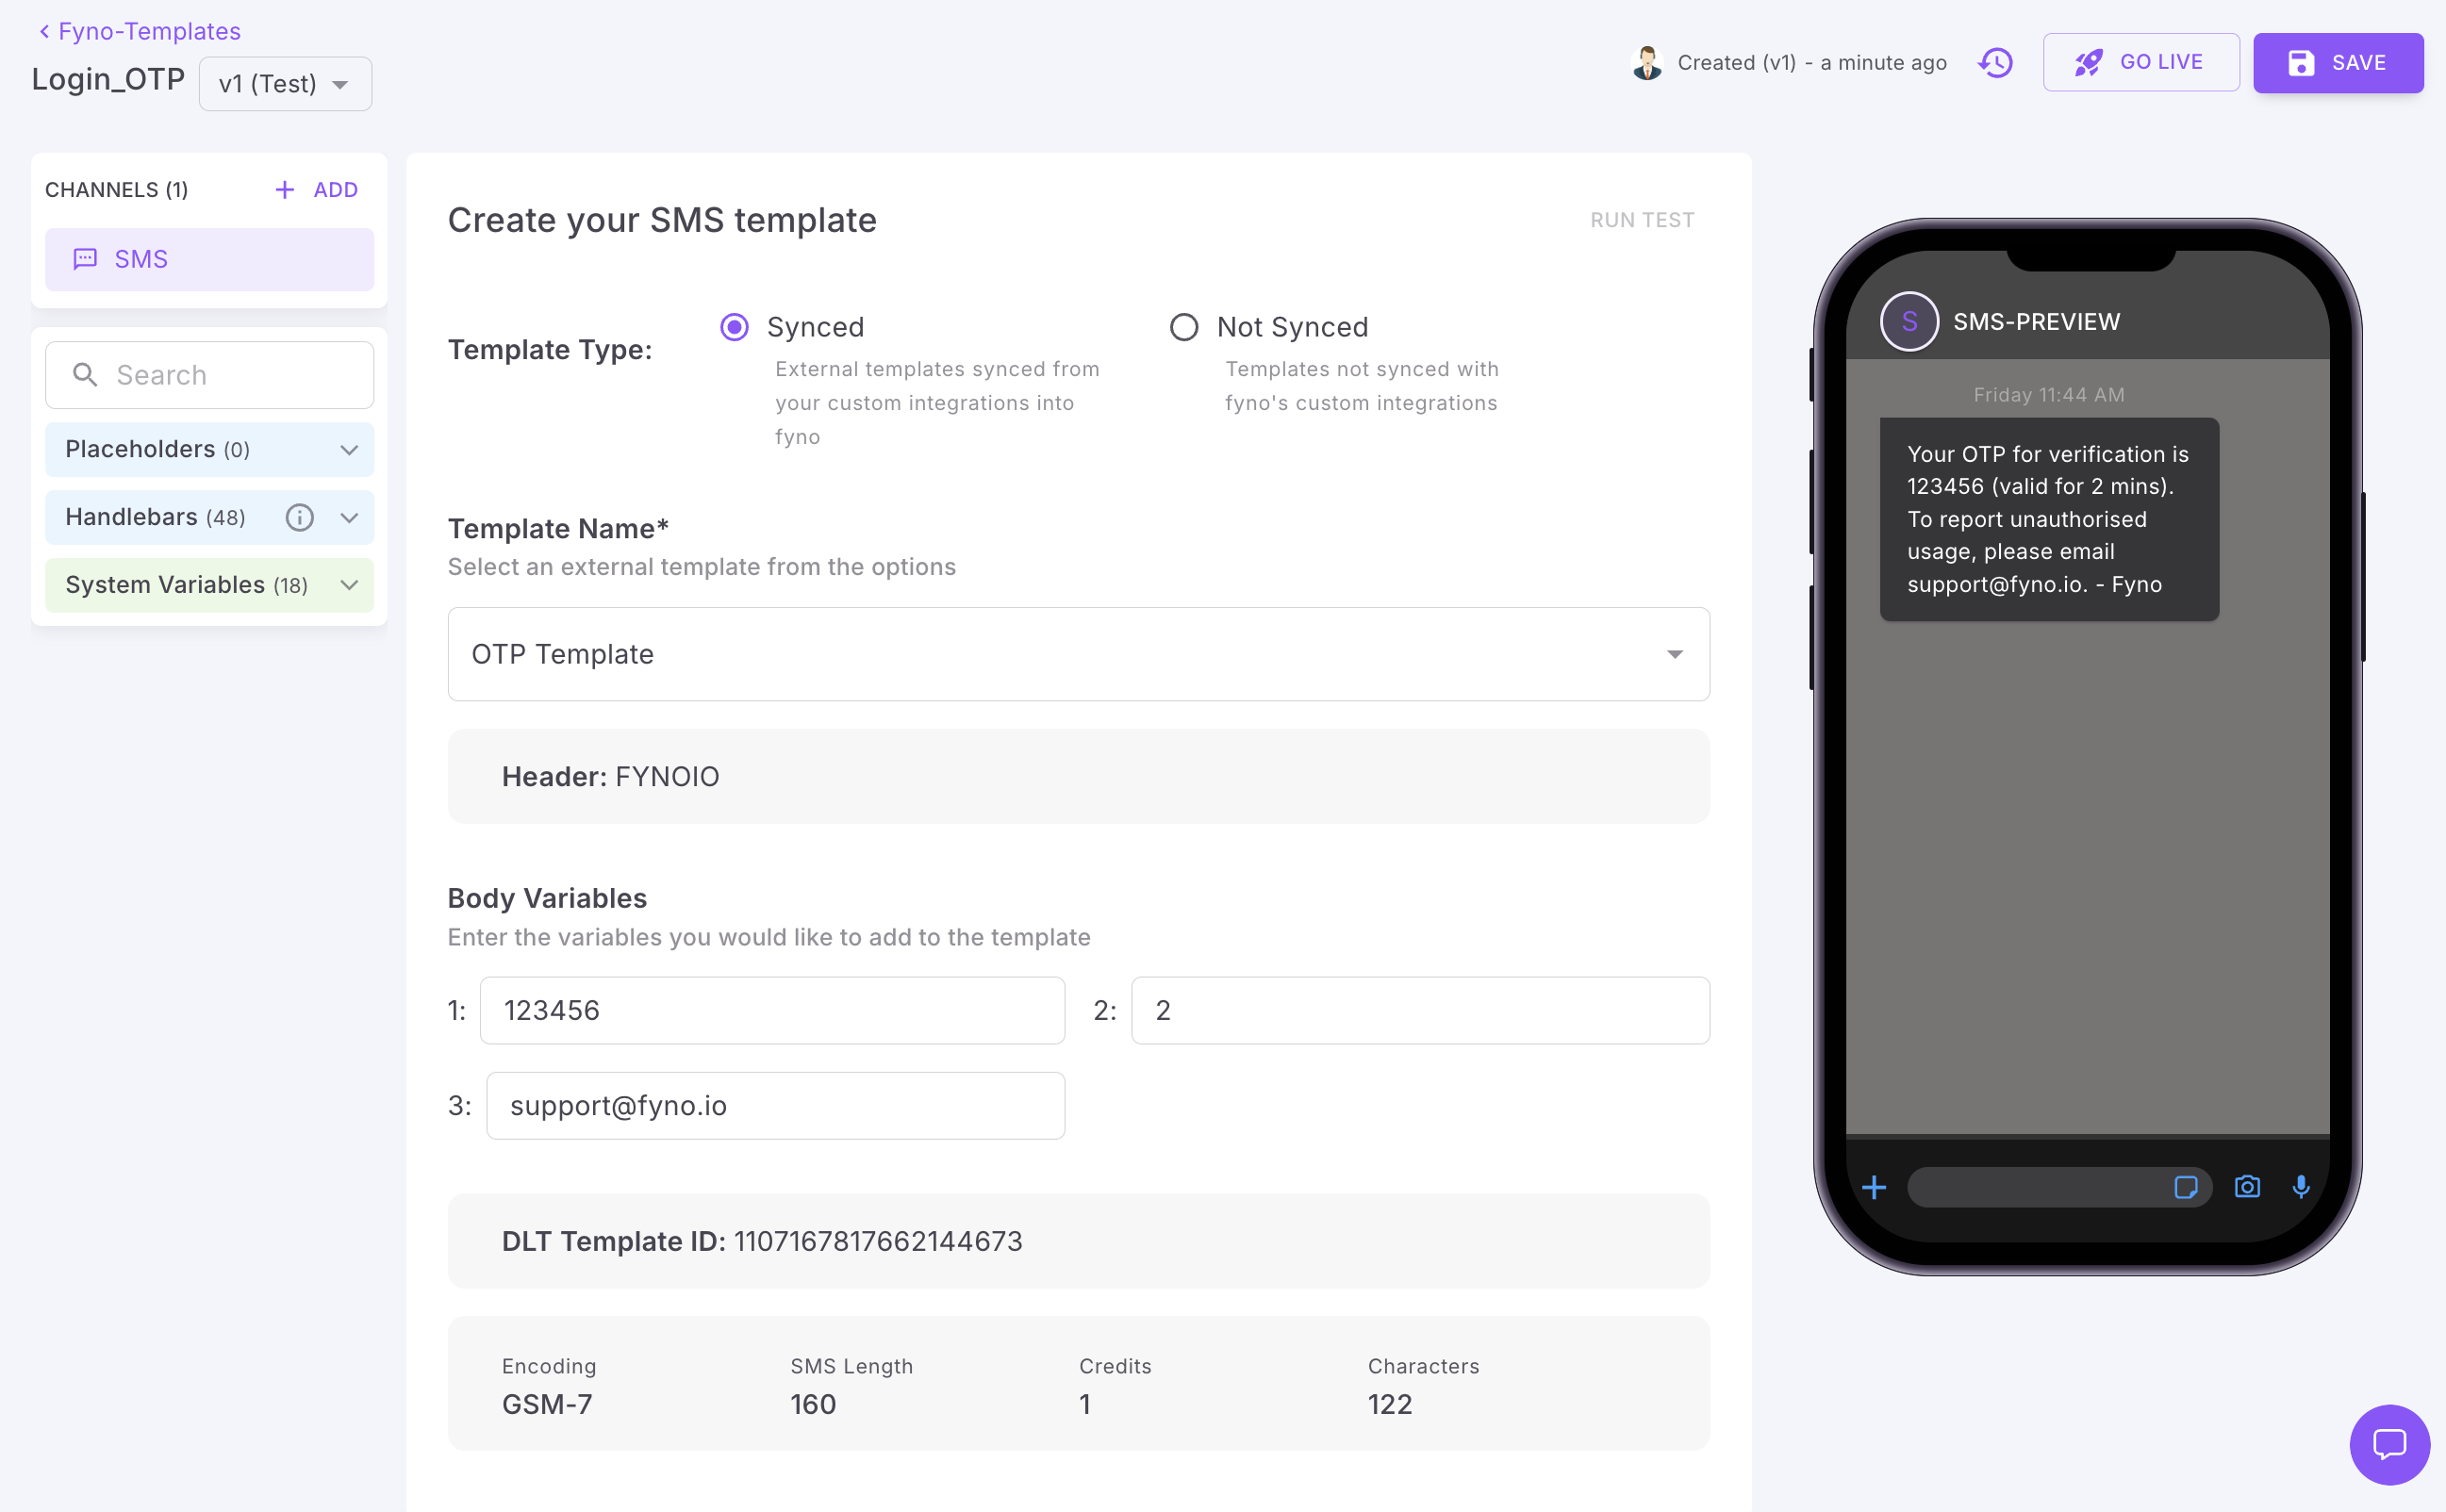 Fyno-Templates
Login_OTP
v1 (Test)
Created (v1) - a minute ago
GO LIVE
SAVE
CHANNELS (1)
ADD
SMS
Search
Placeholders (0)
Handlebars (48)
System Variables (18)
Create your SMS template
RUN TEST
Template Type:
Synced
External templates synced from
your custom integrations into
fyno
Not Synced
Templates not synced with
fyno's custom integrations
Template Name*
Select an external template from the options
OTP Template
Header: FYNOIO
Body Variables
Enter the variables you would like to add to the template
1: 123456
2: 2
3: support@fyno.io
DLT Template ID: 1107167817662144673
Encoding
GSM-7
SMS Length
160
Credits
1
Characters
122
S
SMS-PREVIEW
Friday 11:44 AM
Your OTP for verification is
123456 (valid for 2 mins).
To report unauthorised
usage, please email
support@fyno.io. - Fyno